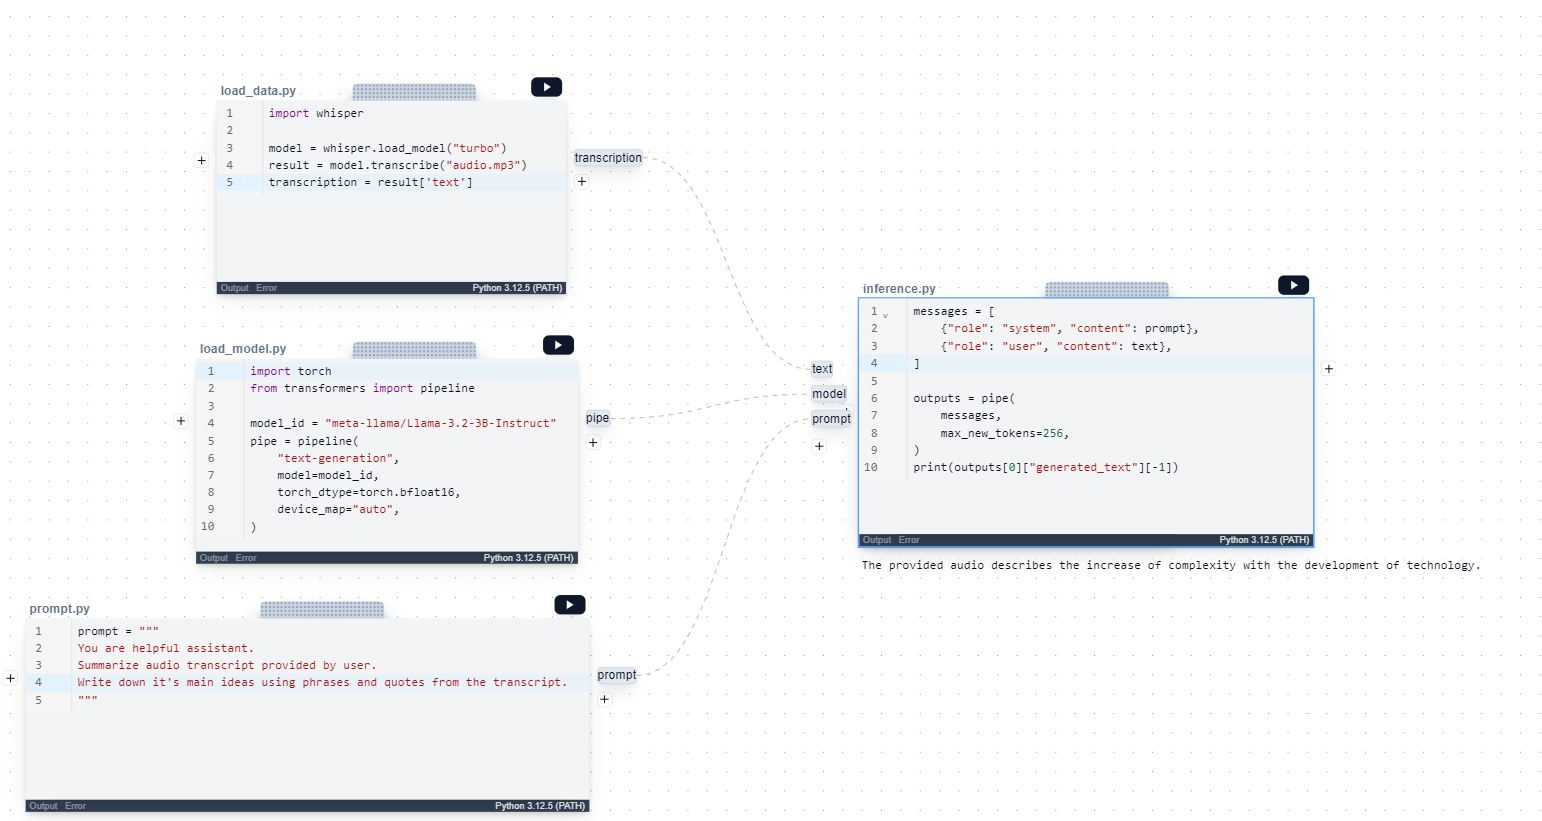 load_data.py
1 import whisper
2
3 model = whisper.load_model("turbo")
4 result = model.transcribe("audio.mp3")
5 transcription = result['text']
Output Error Python 3.12.5 (PATH)
transcription
load_model.py
1 import torch
2 from transformers import pipeline
3
4 model_id = "meta-llama/Llama-3.2-3B-Instruct"
5 pipe = pipeline(
6     "text-generation",
7     model=model_id,
8     torch_dtype=torch.bfloat16,
9     device_map="auto",
10 )
Output Error Python 3.12.5 (PATH)
pipe
prompt.py
1 prompt = """
2 You are helpful assistant.
3 Summarize audio transcript provided by user.
4 Write down it's main ideas using phrases and quotes from the transcript.
5 """
Output Error Python 3.12.5 (PATH)
prompt
text
model
prompt
inference.py
1 messages = [
2     {"role": "system", "content": prompt},
3     {"role": "user", "content": text},
4 ]
5
6 outputs = pipe(
7     messages,
8     max_new_tokens=256,
9 )
10 print(outputs[0]["generated_text"][-1])
Output Error Python 3.12.5 (PATH)
The provided audio describes the increase of complexity with the development of technology.